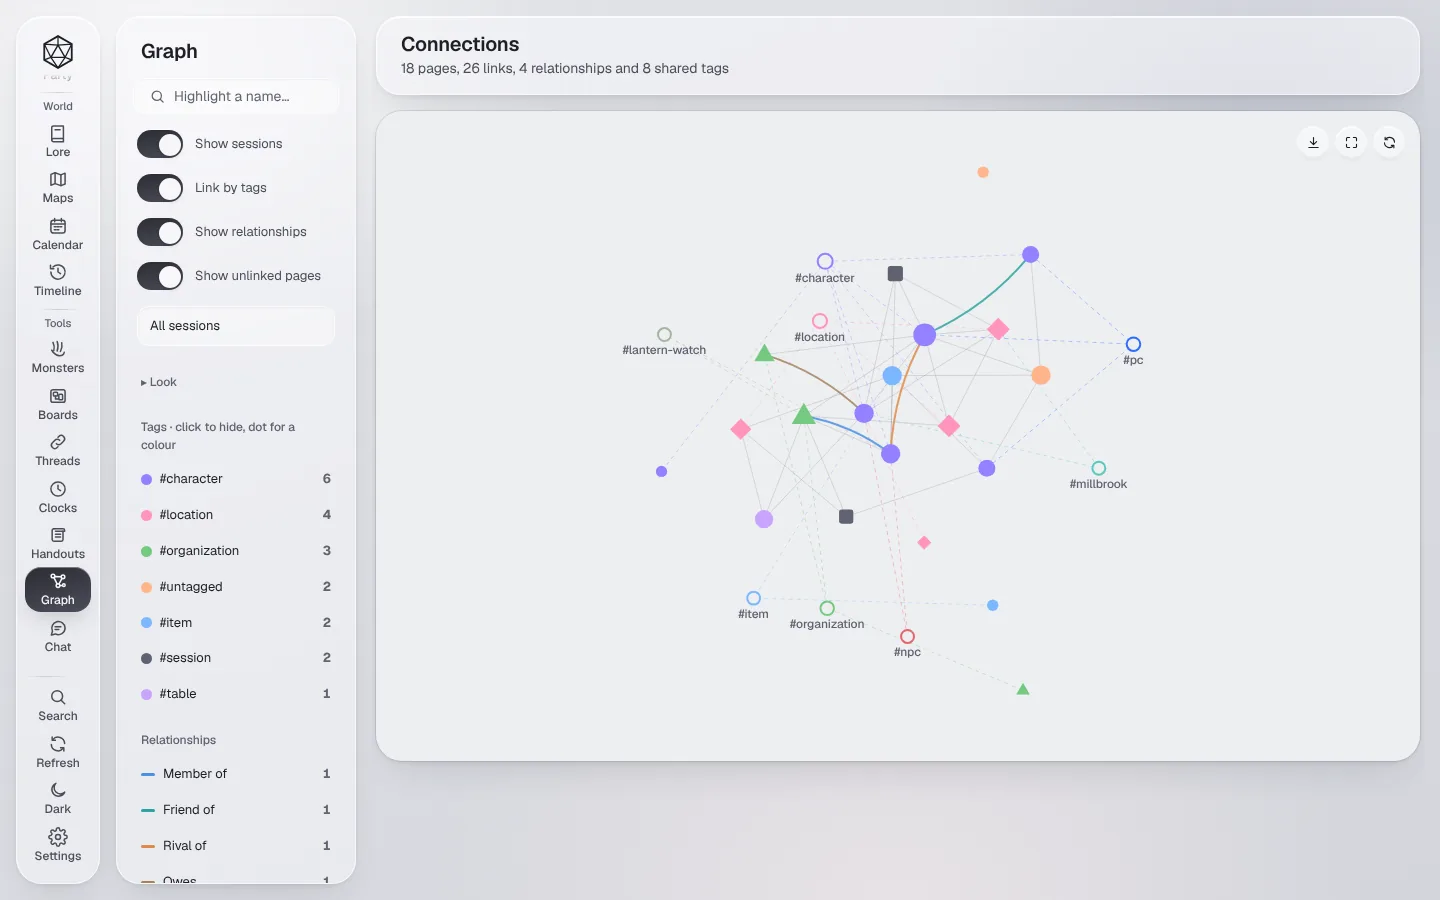 Party
World
Lore
Maps
Calendar
Timeline
Tools
Monsters
Boards
Threads
Clocks
Handouts
Graph
Chat
Search
Refresh
Dark
Settings
Graph
Highlight a name...
Show sessions
Link by tags
Show relationships
Show unlinked pages
All sessions
▸ Look
Tags · click to hide, dot for a
colour
#character 6
#location 4
#organization 3
#untagged 2
#item 2
#session 2
#table 1
Relationships
Member of 1
Friend of 1
Rival of 1
Owes 1
Connections
18 pages, 26 links, 4 relationships and 8 shared tags
#character
#location
#lantern-watch
#pc
#millbrook
#item
#organization
#npc